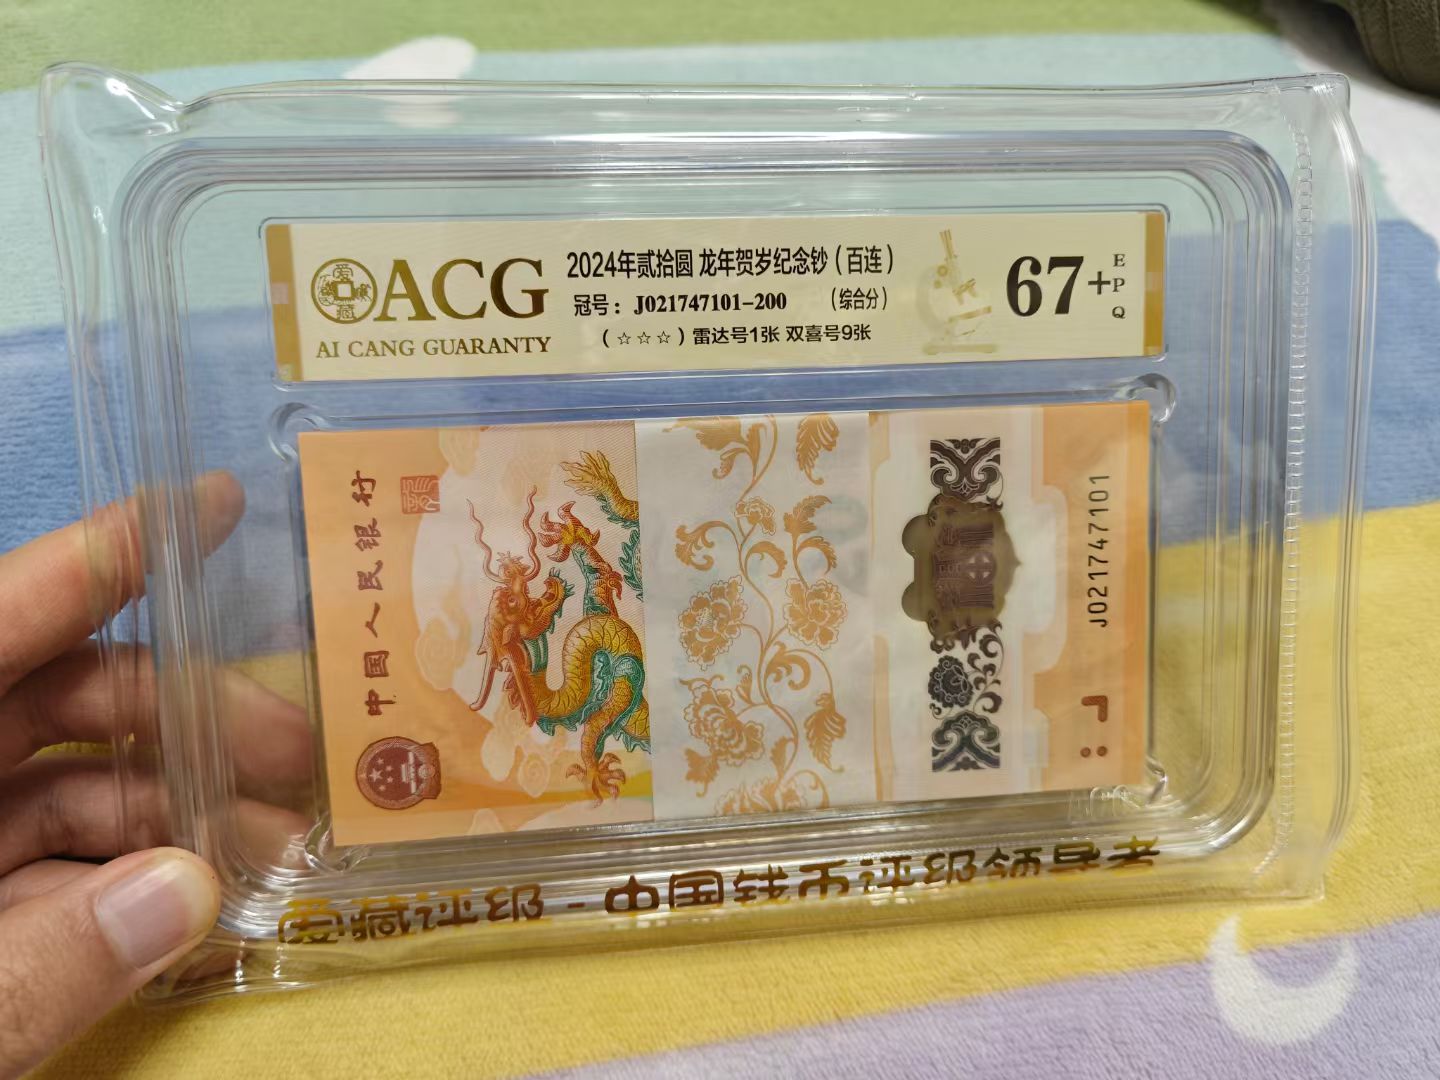 ACG
AI CANG GUARANTY
2024年贰拾圆 龙年贺岁纪念钞(百连)
冠号: J021747101-200 (综合分)
(☆☆☆)雷达号1张 双喜号9张
67+
EPQ
中国人民银行
J021747101
爱藏评级-中国钱币评级领导者